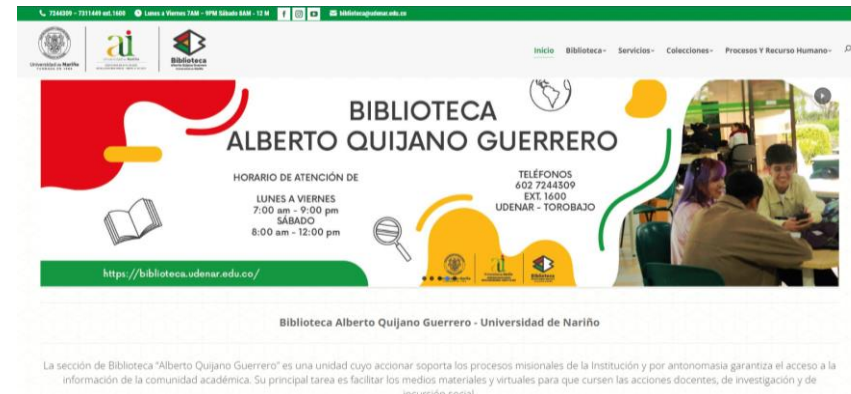 7244309 - 7311449 ext.1600 Lunes a Viernes 7AM - 9PM Sábado 8AM - 12 M biblioteca@udenar.edu.co
Universidad de Nariño
FUNDADA EN 1904
Biblioteca
Inicio Biblioteca Servicios Colecciones Procesos Y Recurso Humano
BIBLIOTECA
ALBERTO QUIJANO GUERRERO
HORARIO DE ATENCIÓN DE
LUNES A VIERNES
7:00 am - 9:00 pm
SÁBADO
8:00 am - 12:00 pm
TELÉFONOS
602 7244309
EXT. 1600
UDENAR - TOROBAJO
https://biblioteca.udenar.edu.co/
Biblioteca Alberto Quijano Guerrero - Universidad de Nariño
La sección de Biblioteca "Alberto Quijano Guerrero" es una unidad cuyo accionar soporta los procesos misionales de la Institución y por antonomasia garantiza el acceso a la
información de la comunidad académica. Su principal tarea es facilitar los medios materiales y virtuales para que cursen las acciones docentes, de investigación y de
incursión social